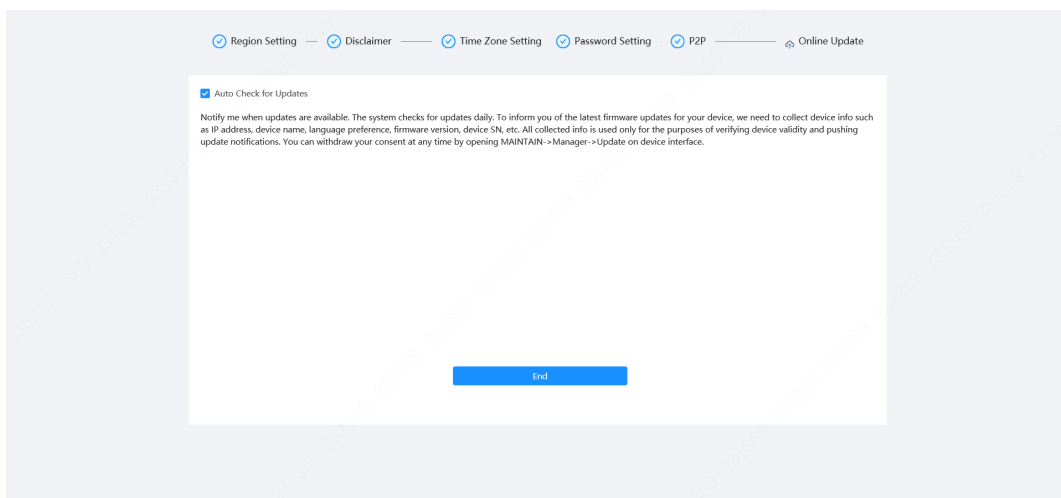 Region Setting Disclaimer Time Zone Setting Password Setting P2P Online Update
Auto Check for Updates
Notify me when updates are available. The system checks for updates daily. To inform you of the latest firmware updates for your device, we need to collect device info such
as IP address, device name, language preference, firmware version, device SN, etc. All collected info is used only for the purposes of verifying device validity and pushing
update notifications. You can withdraw your consent at any time by opening MAINTAIN->Manager->Update on device interface.
End